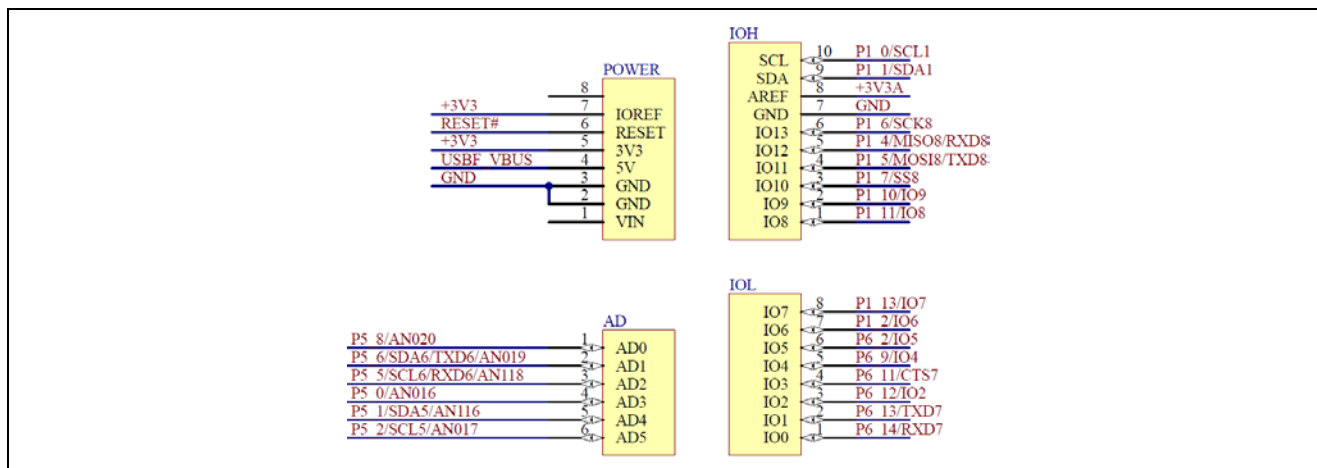 POWER
8
+3V3 7 IOREF
RESET# 6 RESET
+3V3 5 3V3
USBF_VBUS 4 5V
GND 3 GND
2 GND
1 VIN
IOH
SCL 10 P1_0/SCL1
SDA 9 P1_1/SDA1
AREF 8 +3V3A
GND 7 GND
IO13 6 P1_6/SCK8
IO12 5 P1_4/MISO8/RXD8
IO11 4 P1_5/MOSI8/TXD8
IO10 3 P1_7/SS8
IO9 2 P1_10/IO9
IO8 1 P1_11/IO8
AD
P5_8/AN020 1 AD0
P5_6/SDA6/TXD6/AN019 2 AD1
P5_5/SCL6/RXD6/AN118 3 AD2
P5_0/AN016 4 AD3
P5_1/SDA5/AN116 5 AD4
P5_2/SCL5/AN017 6 AD5
IOL
IO7 8 P1_13/IO7
IO6 7 P1_2/IO6
IO5 6 P6_2/IO5
IO4 5 P6_9/IO4
IO3 4 P6_11/CTS7
IO2 3 P6_12/IO2
IO1 2 P6_13/TXD7
IO0 1 P6_14/RXD7